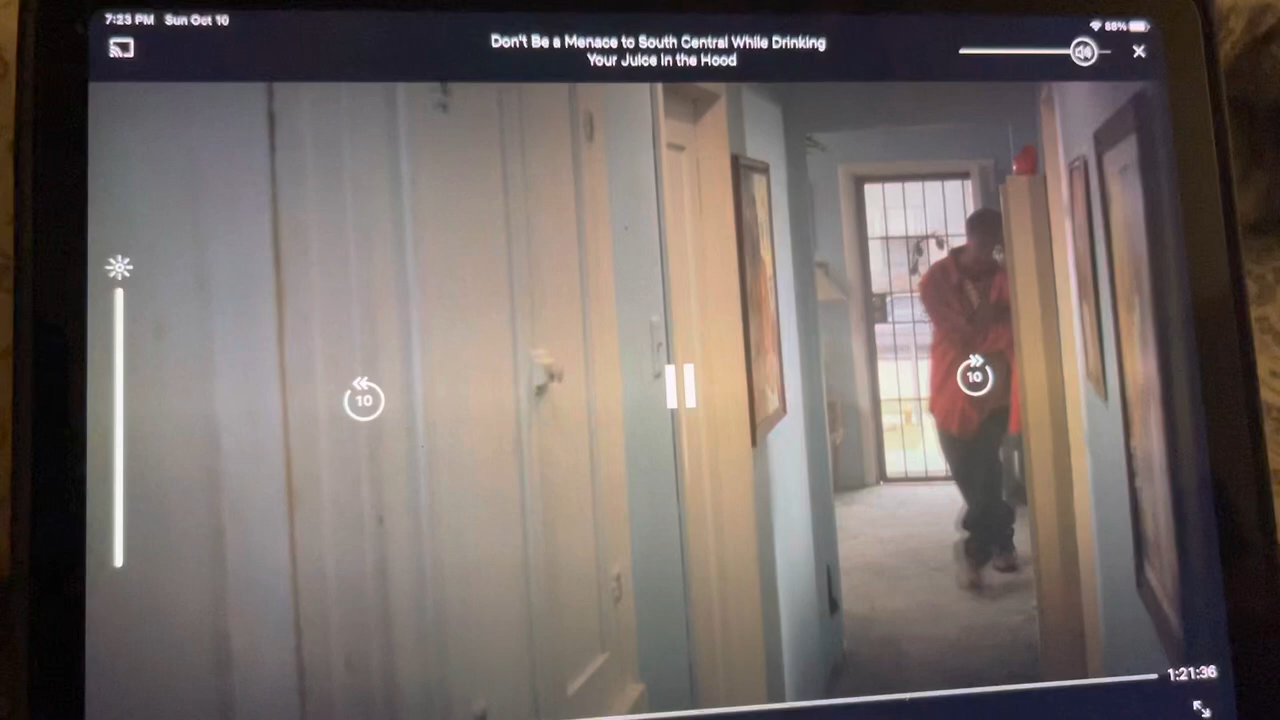 7:23 PM Sun Oct 10
88%
Don't Be a Menace to South Central While Drinking
Your Juice in the Hood
10
10
1:21:36